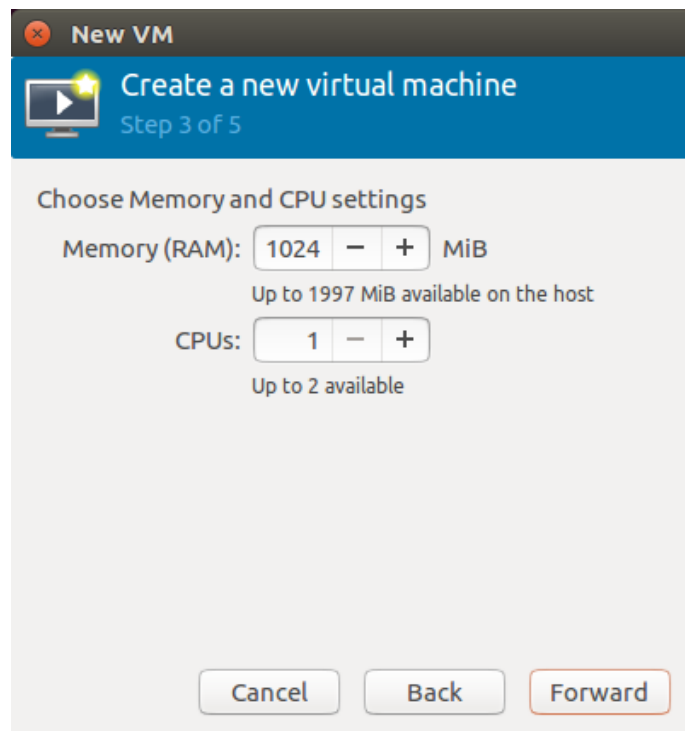 New VM
Create a new virtual machine
Step 3 of 5
Choose Memory and CPU settings
Memory (RAM): 1024 − + MiB
Up to 1997 MiB available on the host
CPUs: 1 − +
Up to 2 available
Cancel Back Forward